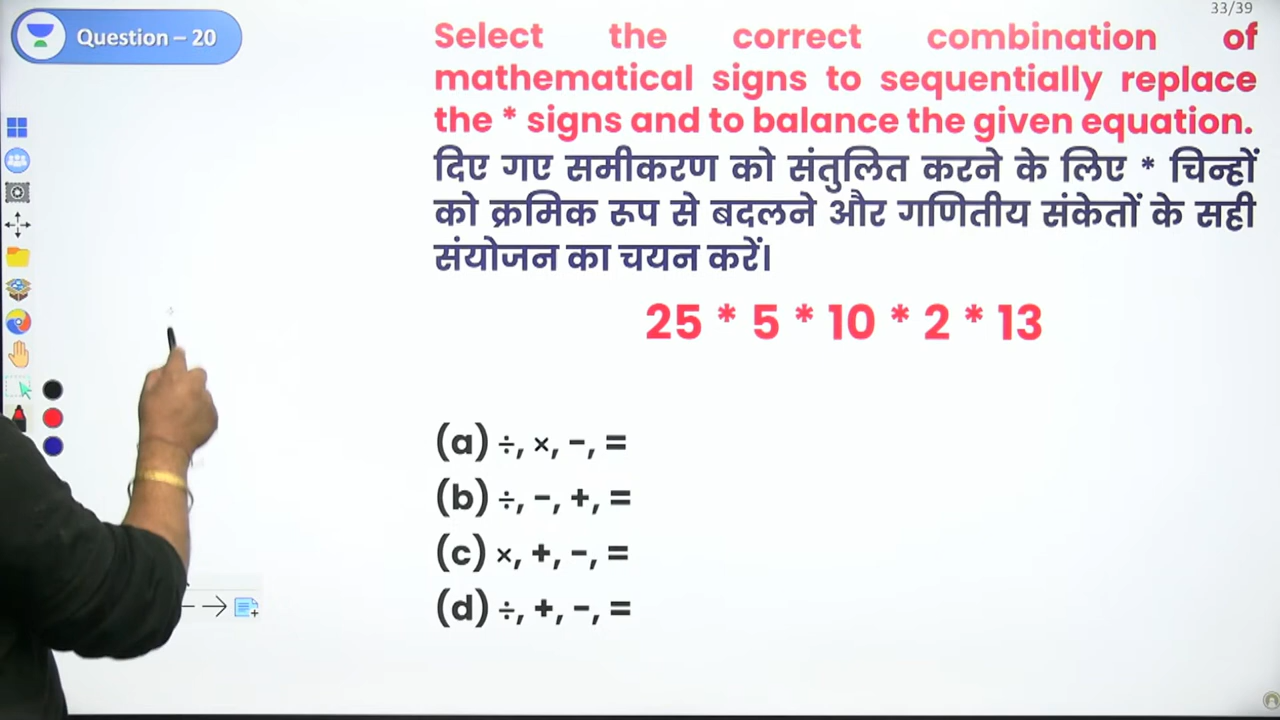 33/39
Question – 20
Select the correct combination of
mathematical signs to sequentially replace
the * signs and to balance the given equation.
दिए गए समीकरण को संतुलित करने के लिए * चिन्हों
को क्रमिक रूप से बदलने और गणितीय संकेतों के सही
संयोजन का चयन करें।
25 * 5 * 10 * 2 * 13
(a) ÷, ×, −, =
(b) ÷, −, +, =
(c) ×, +, −, =
(d) ÷, +, −, =